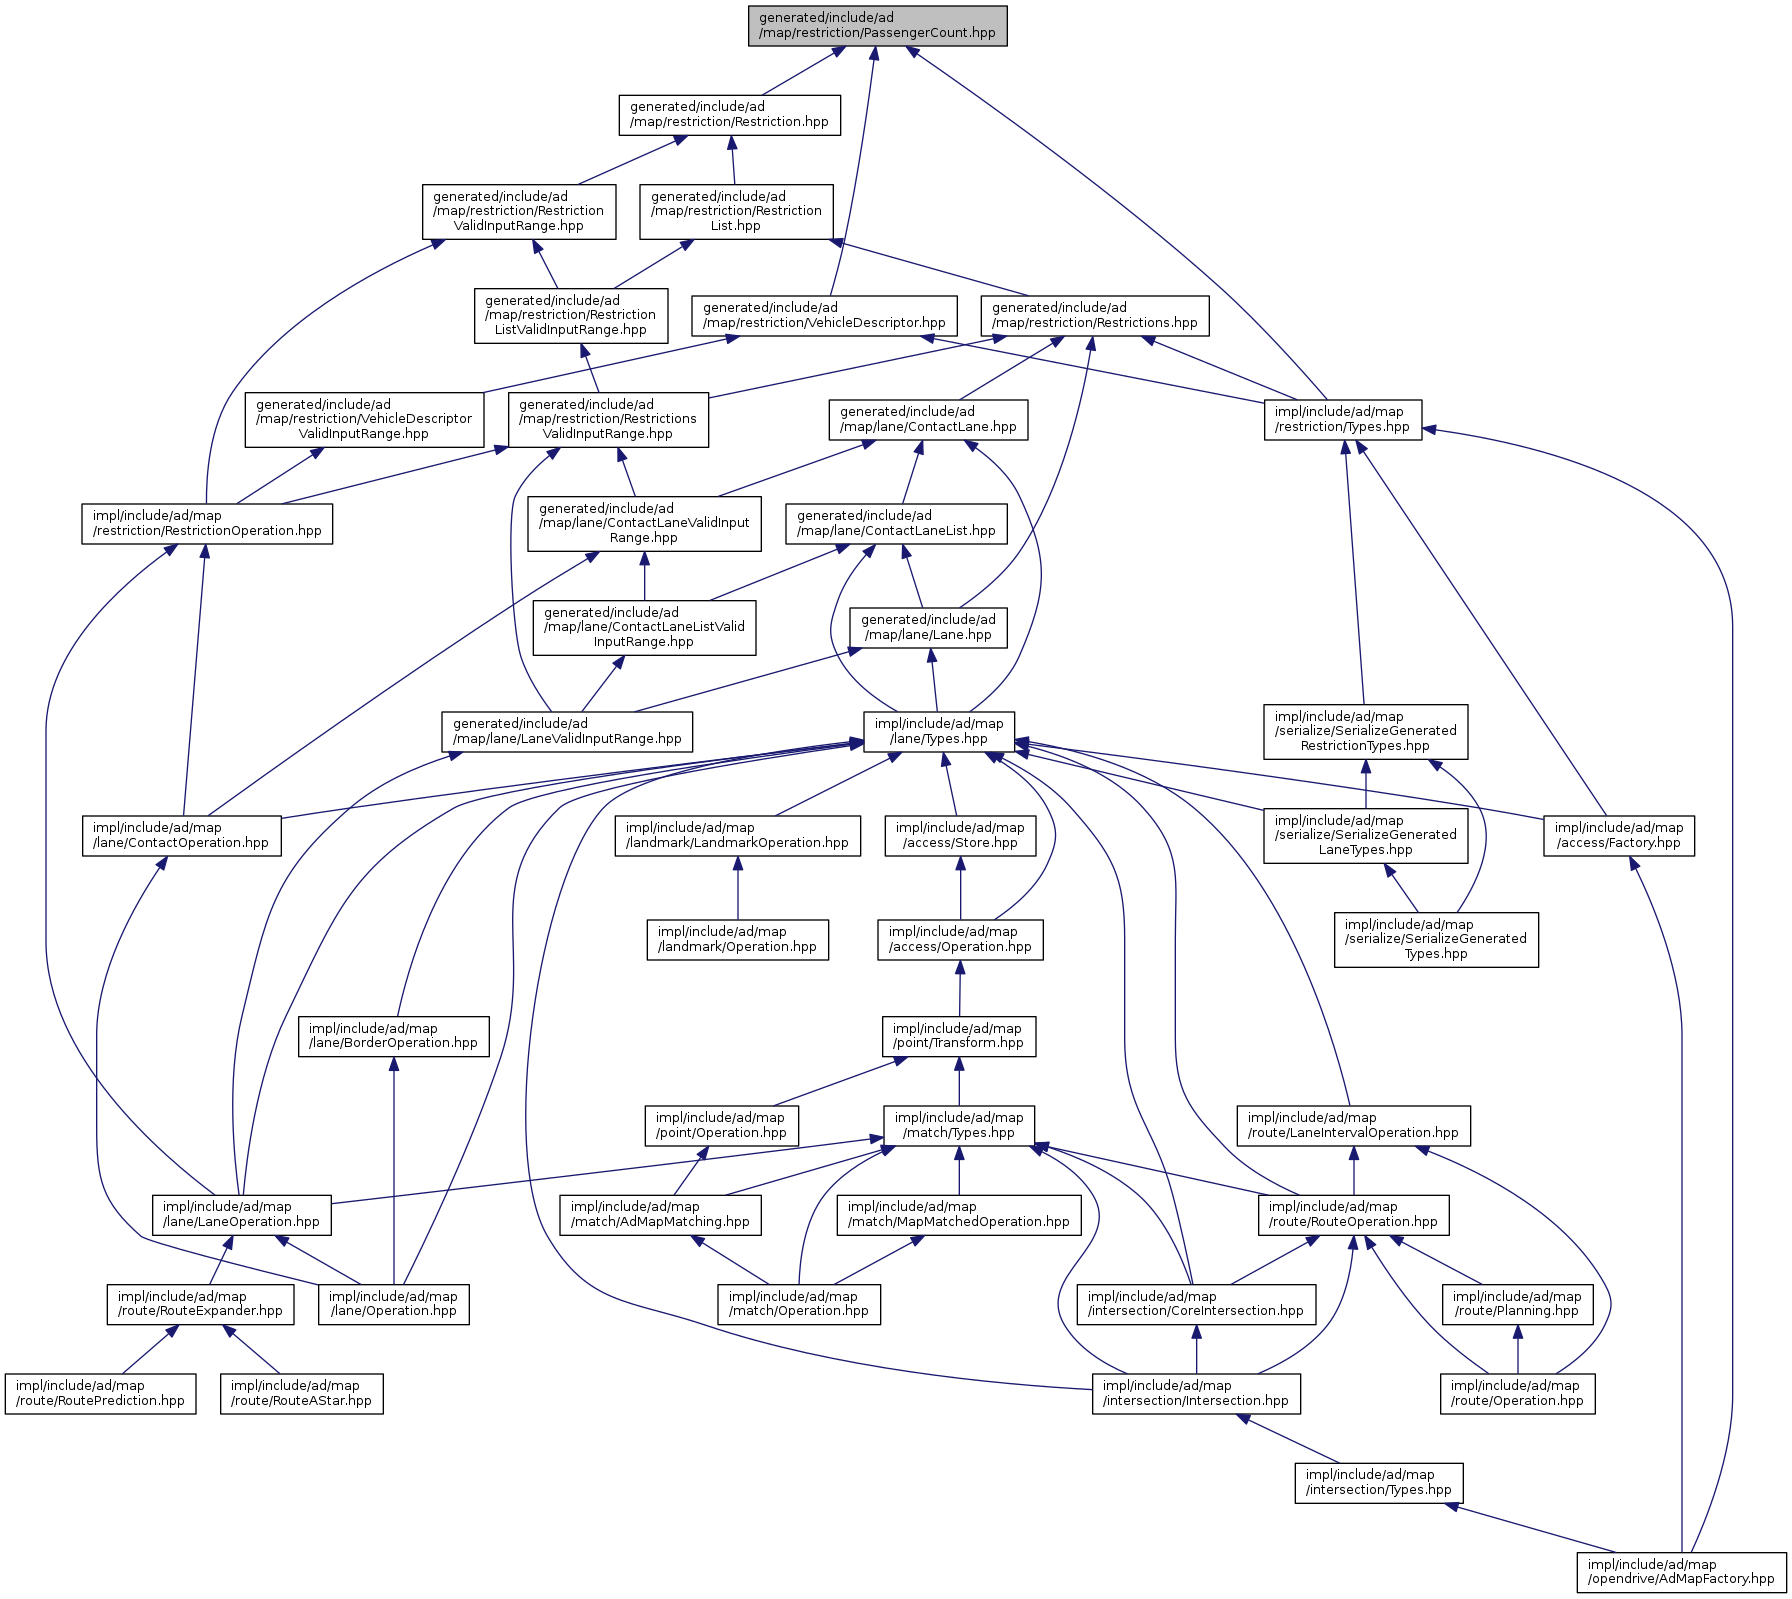 generated/include/ad
/map/restriction/PassengerCount.hpp
generated/include/ad
/map/restriction/Restriction.hpp
generated/include/ad
/map/restriction/Restriction
ValidInputRange.hpp
generated/include/ad
/map/restriction/Restriction
List.hpp
generated/include/ad
/map/restriction/Restriction
ListValidInputRange.hpp
generated/include/ad
/map/restriction/VehicleDescriptor.hpp
generated/include/ad
/map/restriction/Restrictions.hpp
generated/include/ad
/map/restriction/VehicleDescriptor
ValidInputRange.hpp
generated/include/ad
/map/restriction/Restrictions
ValidInputRange.hpp
generated/include/ad
/map/lane/ContactLane.hpp
impl/include/ad/map
/restriction/Types.hpp
impl/include/ad/map
/restriction/RestrictionOperation.hpp
generated/include/ad
/map/lane/ContactLaneValidInput
Range.hpp
generated/include/ad
/map/lane/ContactLaneList.hpp
generated/include/ad
/map/lane/ContactLaneListValid
InputRange.hpp
generated/include/ad
/map/lane/Lane.hpp
generated/include/ad
/map/lane/LaneValidInputRange.hpp
impl/include/ad/map
/lane/Types.hpp
impl/include/ad/map
/serialize/SerializeGenerated
RestrictionTypes.hpp
impl/include/ad/map
/lane/ContactOperation.hpp
impl/include/ad/map
/landmark/LandmarkOperation.hpp
impl/include/ad/map
/access/Store.hpp
impl/include/ad/map
/serialize/SerializeGenerated
LaneTypes.hpp
impl/include/ad/map
/access/Factory.hpp
impl/include/ad/map
/landmark/Operation.hpp
impl/include/ad/map
/access/Operation.hpp
impl/include/ad/map
/serialize/SerializeGenerated
Types.hpp
impl/include/ad/map
/lane/BorderOperation.hpp
impl/include/ad/map
/point/Transform.hpp
impl/include/ad/map
/point/Operation.hpp
impl/include/ad/map
/match/Types.hpp
impl/include/ad/map
/route/LaneIntervalOperation.hpp
impl/include/ad/map
/lane/LaneOperation.hpp
impl/include/ad/map
/match/AdMapMatching.hpp
impl/include/ad/map
/match/MapMatchedOperation.hpp
impl/include/ad/map
/route/RouteOperation.hpp
impl/include/ad/map
/route/RouteExpander.hpp
impl/include/ad/map
/lane/Operation.hpp
impl/include/ad/map
/match/Operation.hpp
impl/include/ad/map
/intersection/CoreIntersection.hpp
impl/include/ad/map
/route/Planning.hpp
impl/include/ad/map
/route/RoutePrediction.hpp
impl/include/ad/map
/route/RouteAStar.hpp
impl/include/ad/map
/intersection/Intersection.hpp
impl/include/ad/map
/route/Operation.hpp
impl/include/ad/map
/intersection/Types.hpp
impl/include/ad/map
/opendrive/AdMapFactory.hpp